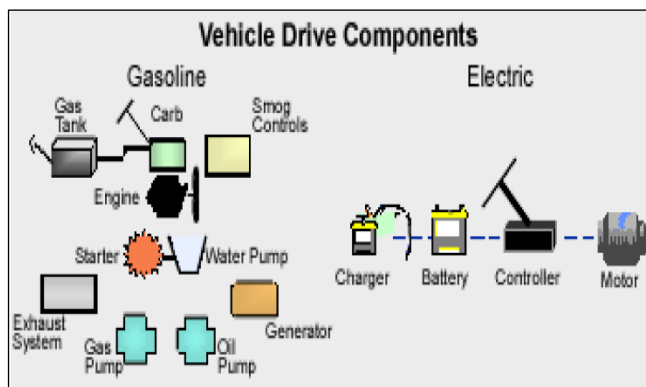 Vehicle Drive Components
Gasoline
Electric
Gas
Tank
Carb
Smog
Controls
Engine
Starter
Water Pump
Exhaust
System
Generator
Gas
Pump
Oil
Pump
Charger
Battery
Controller
Motor